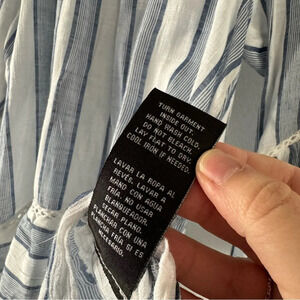 TURN GARMENT
INSIDE OUT.
HAND WASH COLD.
DO NOT BLEACH.
LAY FLAT TO DRY.
COOL IRON IF NEEDED.
LAVAR LA ROPA AL
REVÉS. LAVAR A
MANO CON AGUA
FRIA. NO USAR
BLANQUEADOR.
SECAR PLANO.
PLANCHAR CON UNA
PLANCHA FRÍA SI ES
NECESARIO.